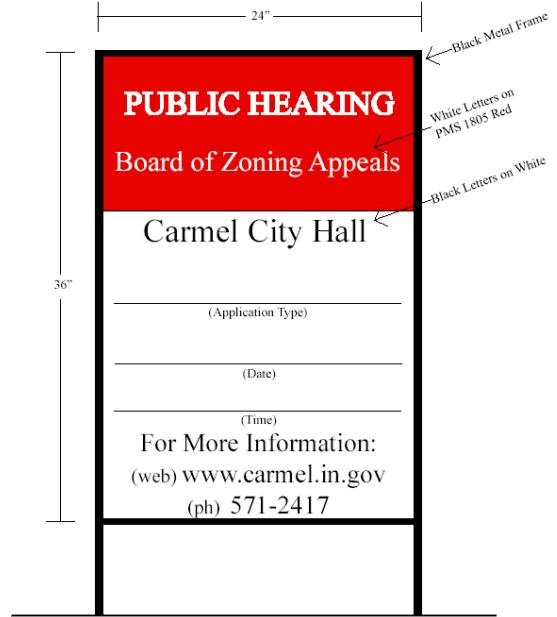 24”
Black Metal Frame
PUBLIC HEARING
White Letters on
PMS 1805 Red
Board of Zoning Appeals
Black Letters on White
Carmel City Hall
36”
(Application Type)
(Date)
(Time)
For More Information:
(web) www.carmel.in.gov
(ph) 571-2417